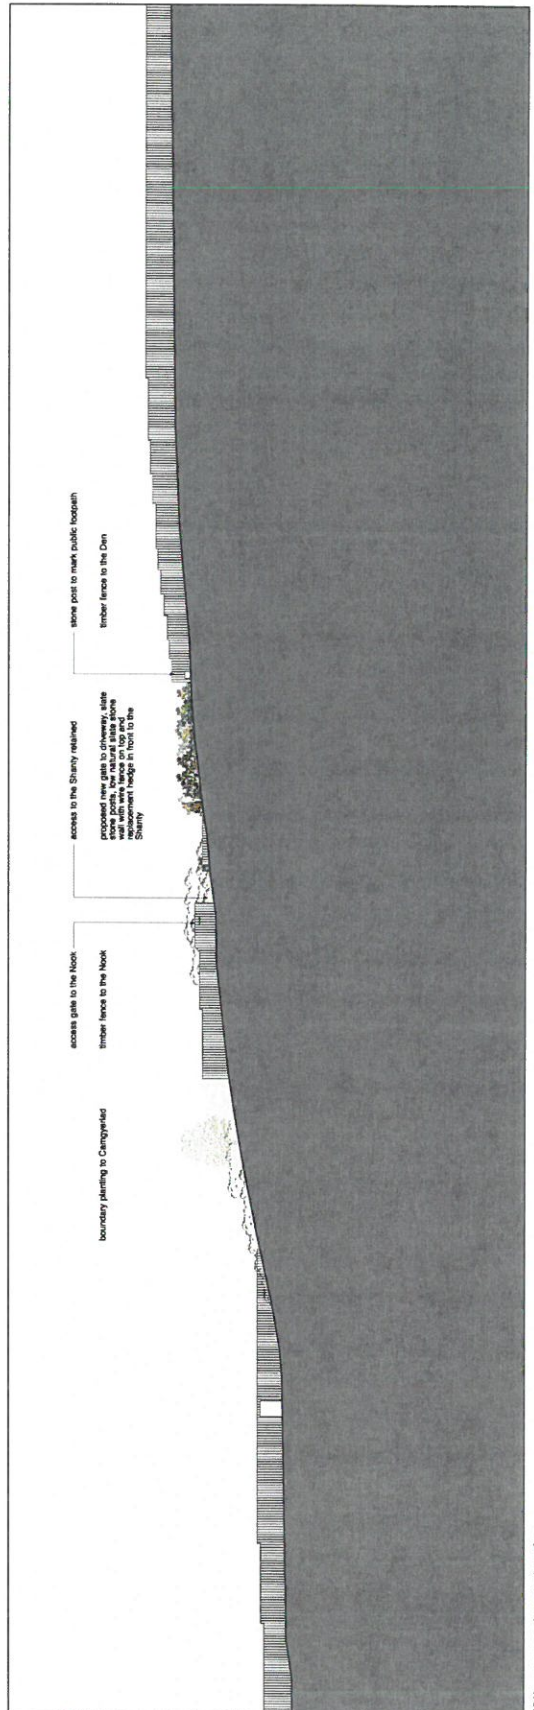 boundary planting to Camgyeriad
access gate to the Nook
timber fence to the Nook
access to the Shanty retained
proposed new gate to driveway, slate
stone posts, low natural slate stone
wall with wire fence on top and
replacement hedge in front to the
Shanty
stone post to mark public footpath
timber fence to the Den